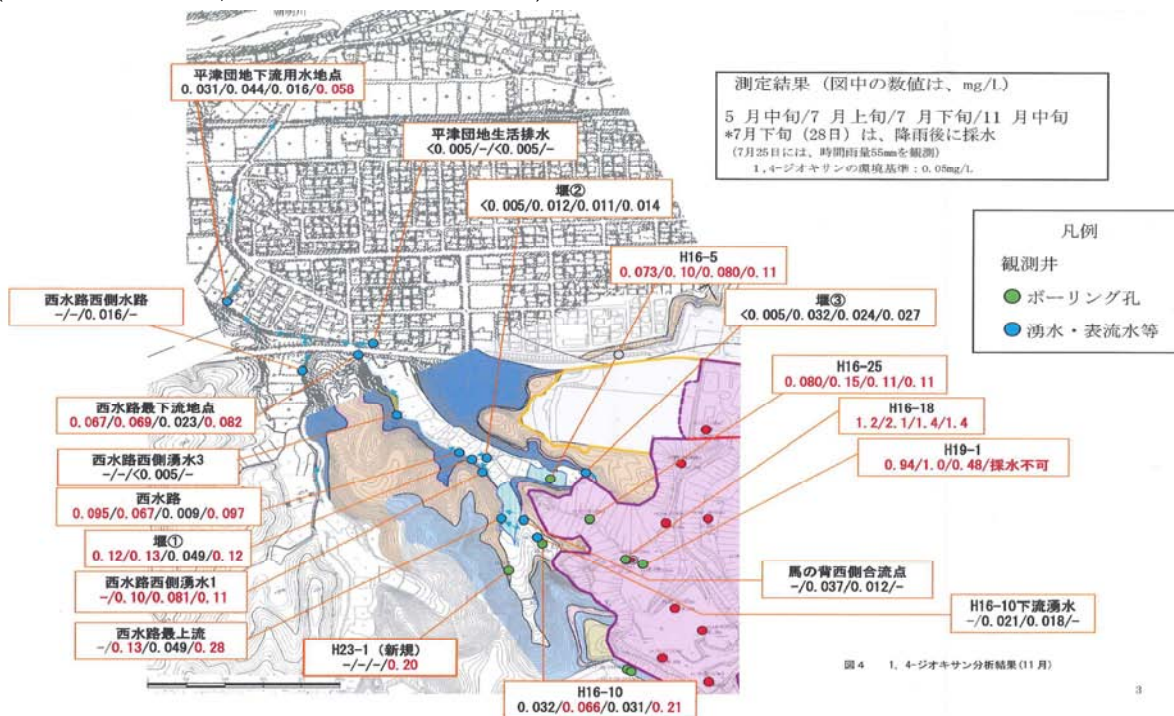 平津団地下流用水地点
0.031/0.044/0.016/0.058
平津団地生活排水
<0.005/-/<0.005/-
堰②
<0.005/0.012/0.011/0.014
測定結果（図中の数値は、mg/L）
5 月中旬/7 月上旬/7 月下旬/11 月中旬
*7月下旬（28日）は、降雨後に採水
(7月25日には、時間雨量55mmを観測)
1,4-ジオキサンの環境基準：0.05mg/L
凡例
観測井
ボーリング孔
湧水・表流水等
H16-5
0.073/0.10/0.080/0.11
西水路西側水路
-/-/0.016/-
堰③
<0.005/0.032/0.024/0.027
H16-25
0.080/0.15/0.11/0.11
西水路最下流地点
0.067/0.069/0.023/0.082
H16-18
1.2/2.1/1.4/1.4
H19-1
0.94/1.0/0.48/採水不可
西水路西側湧水3
-/-/<0.005/-
西水路
0.095/0.067/0.009/0.097
堰①
0.12/0.13/0.049/0.12
西水路西側湧水1
-/0.10/0.081/0.11
馬の背西側合流点
-/0.037/0.012/-
H16-10下流湧水
-/0.021/0.018/-
西水路最上流
-/0.13/0.049/0.28
H23-1（新規）
-/-/-/0.20
H16-10
0.032/0.066/0.031/0.21
図4　1, 4-ジオキサン分析結果(11月)
3